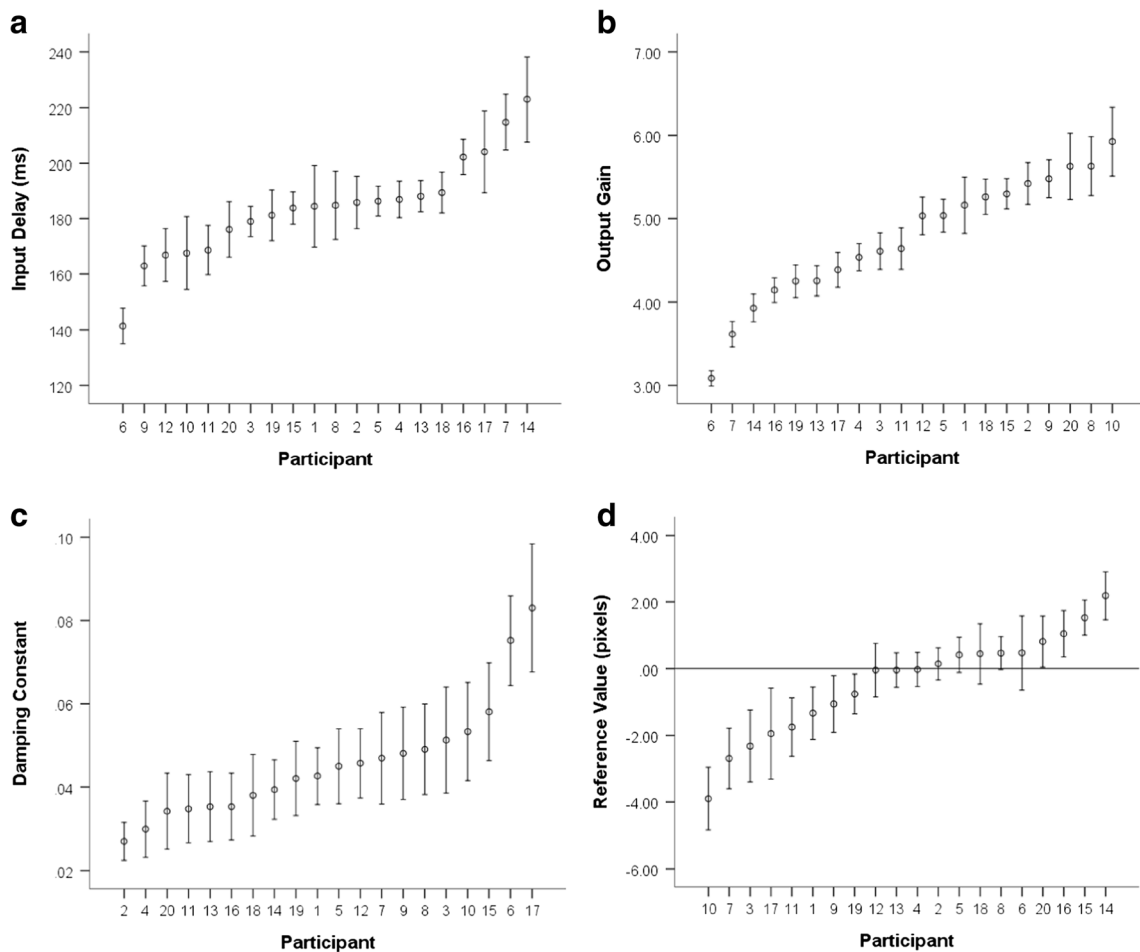 a
240
220
200
180
160
140
120
Input Delay (ms)
6 9 12 10 11 20 3 19 15 1 8 2 5 4 13 18 16 17 7 14
Participant
b
7.00
6.00
5.00
4.00
3.00
Output Gain
6 7 14 16 19 13 17 4 3 11 12 5 1 18 15 2 9 20 8 10
Participant
c
.10
.08
.06
.04
.02
Damping Constant
2 4 20 11 13 16 18 14 19 1 5 12 7 9 8 3 10 15 6 17
Participant
d
4.00
2.00
.00
-2.00
-4.00
-6.00
Reference Value (pixels)
10 7 3 17 11 1 9 19 12 13 4 2 5 18 8 6 20 16 15 14
Participant